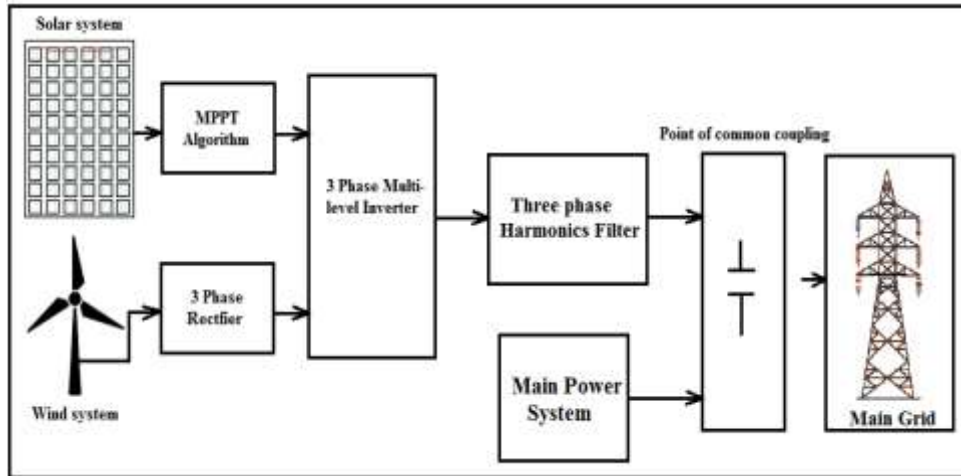 Solar system
MPPT
Algorithm
3 Phase Multi-
level Inverter
3 Phase
Rectfier
Wind system
Three phase
Harmonics Filter
Main Power
System
Point of common coupling
Main Grid